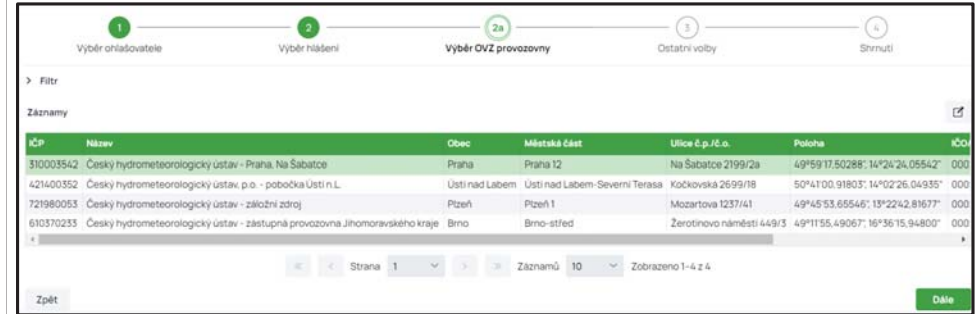 1 2 2a 3 4
Výběr ohlašovatele Výběr hlášení Výběr OVZ provozovny Ostatní volby Shrnutí
> Filtr
Záznamy
IČP Název Obec Městská část Ulice č.p./č.o. Poloha IČO/
310003542 Český hydrometeorologický ústav - Praha, Na Šabatce Praha Praha 12 Na Šabatce 2199/2a 49°59'17,50288", 14°24'24,05542" 000
421400352 Český hydrometeorologický ústav, p.o. - pobočka Ústí n.L. Ústí nad Labem Ústí nad Labem-Severní Terasa Kočkovská 2699/18 50°41'00,91803", 14°02'26,04935" 000
721980053 Český hydrometeorologický ústav - záložní zdroj Plzeň Plzeň 1 Mozartova 1237/41 49°45'53,65546", 13°22'42,81677" 000
610370233 Český hydrometeorologický ústav - zástupná provozovna Jihomoravského kraje Brno Brno-střed Žerotínovo náměstí 449/3 49°11'55,49067", 16°36'15,94800" 000
« < Strana 1 > » Záznamů 10 Zobrazeno 1-4 z 4
Zpět Dále